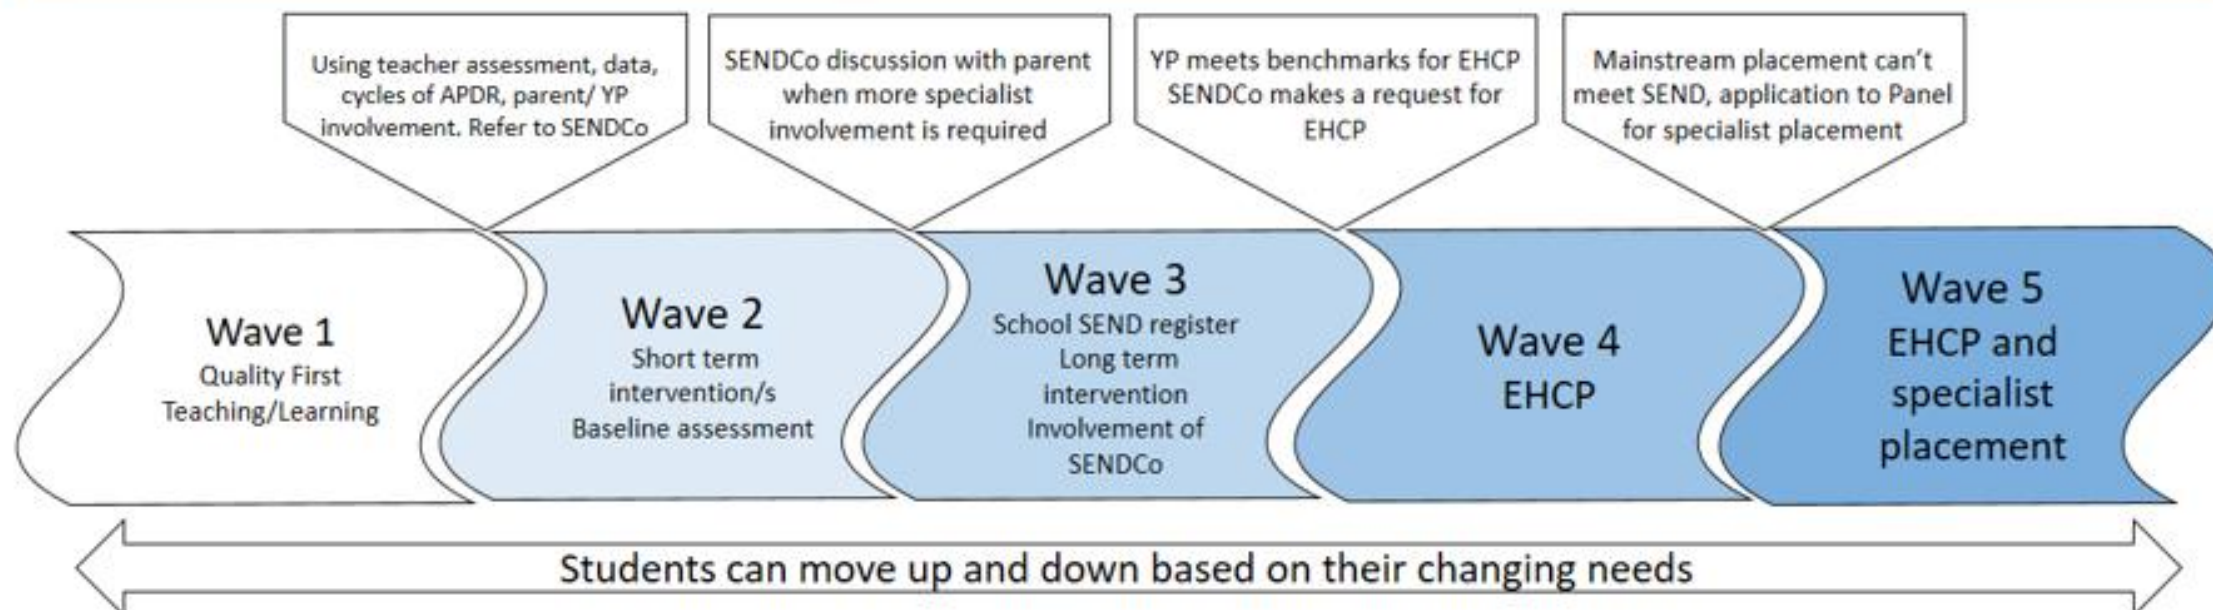 Using teacher assessment, data,
cycles of APDR, parent/ YP
involvement. Refer to SENDCo
SENDCo discussion with parent
when more specialist
involvement is required
YP meets benchmarks for EHCP
SENDCo makes a request for
EHCP
Mainstream placement can't
meet SEND, application to Panel
for specialist placement
Wave 1
Quality First
Teaching/Learning
Wave 2
Short term
intervention/s
Baseline assessment
Wave 3
School SEND register
Long term
intervention
Involvement of
SENDCo
Wave 4
EHCP
Wave 5
EHCP and
specialist
placement
Students can move up and down based on their changing needs